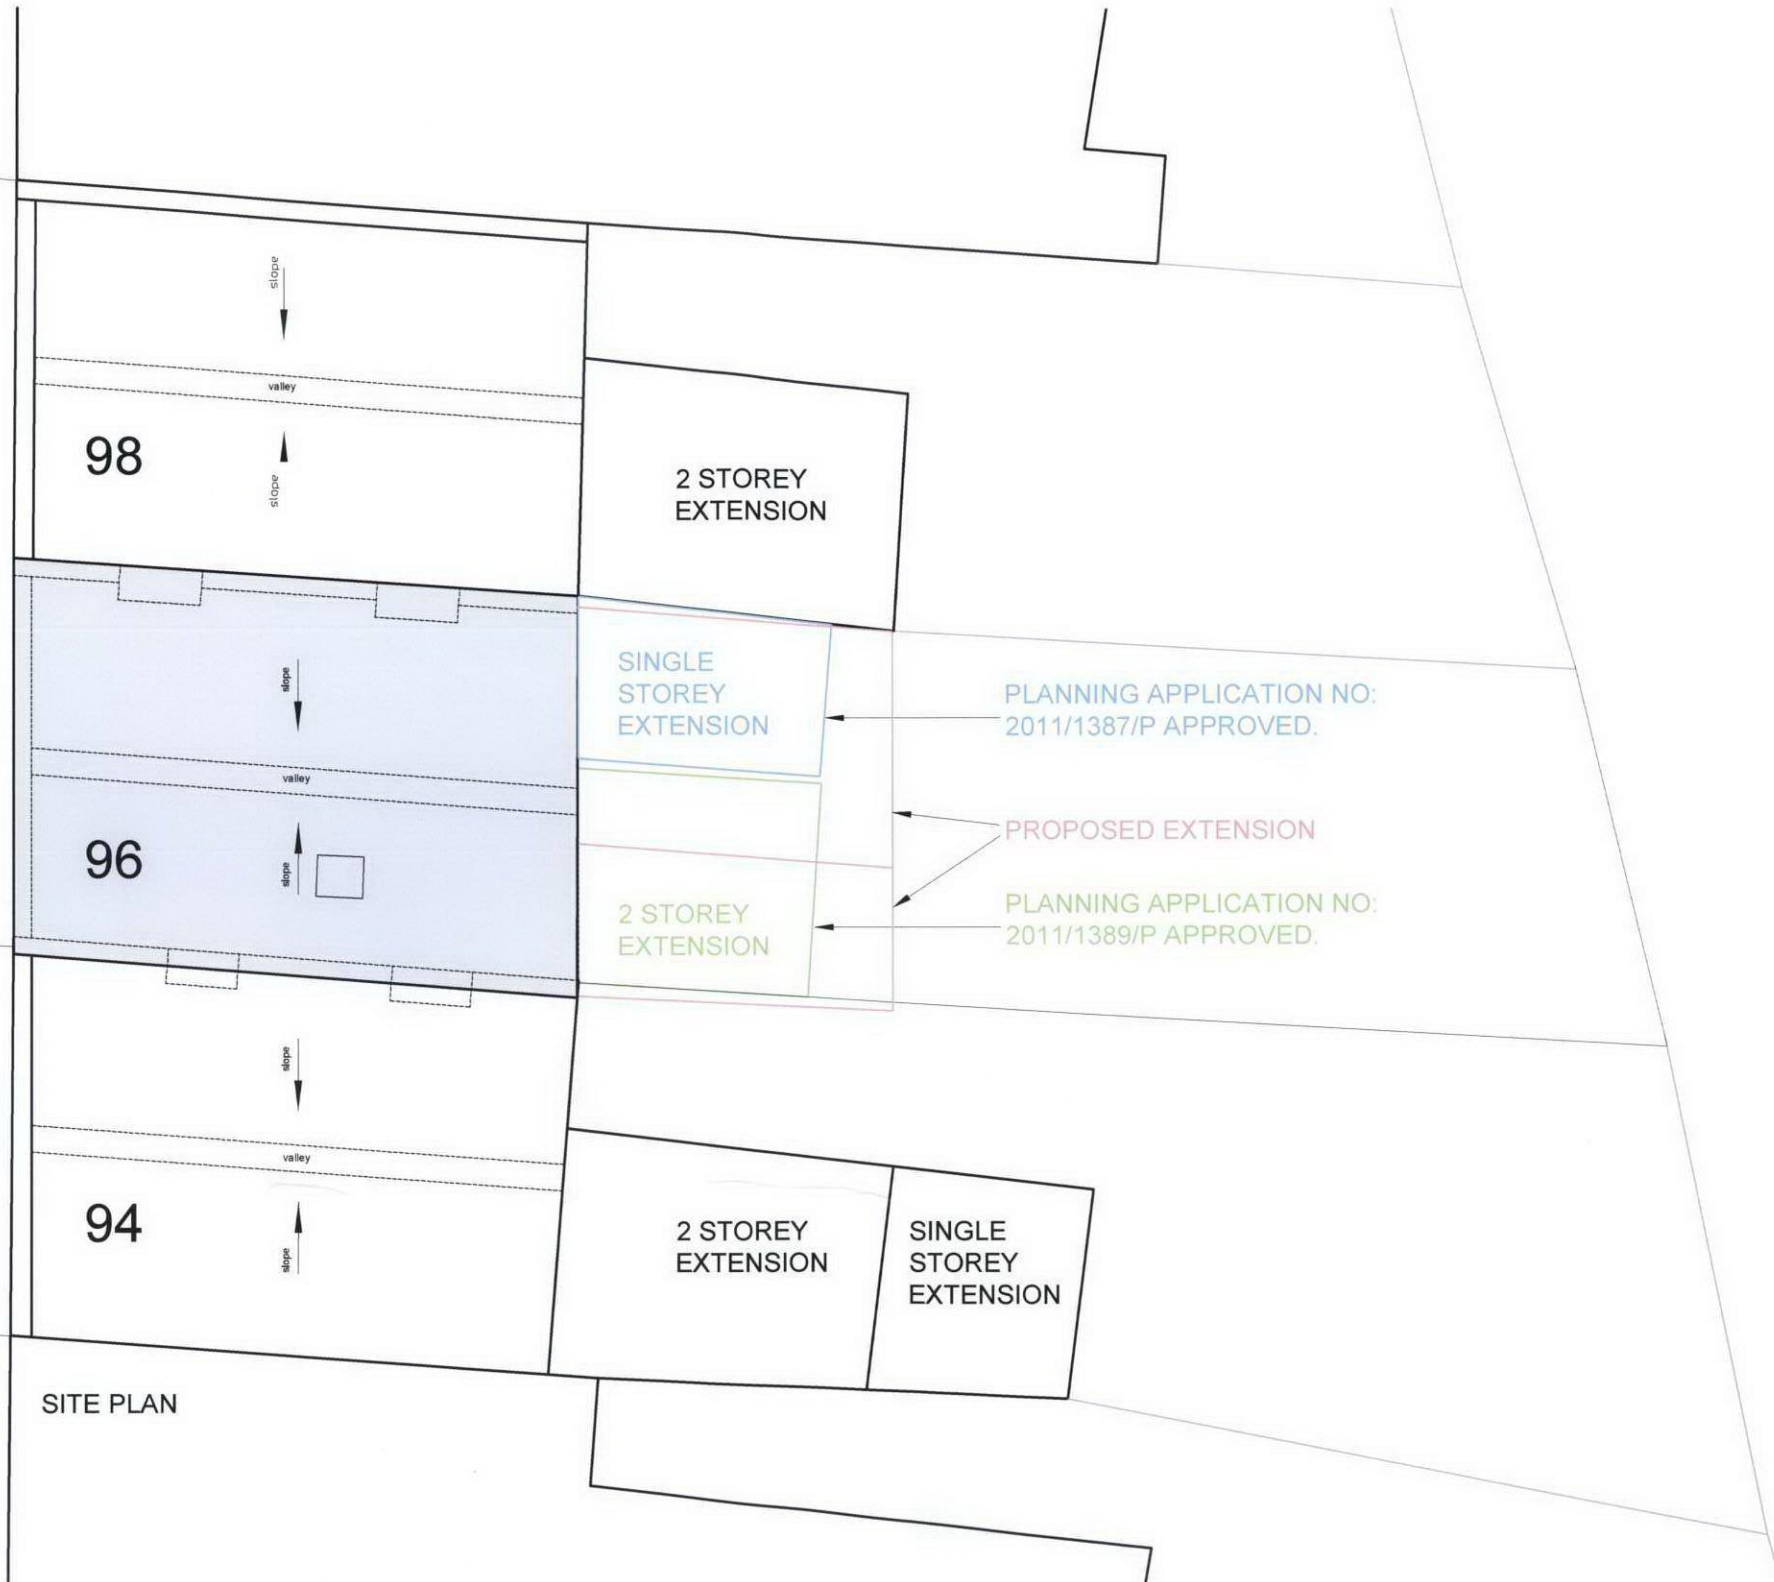 slope
valley
98
slope
2 STOREY
EXTENSION
slope
valley
96
slope
SINGLE
STOREY
EXTENSION
PLANNING APPLICATION NO:
2011/1387/P APPROVED.
PROPOSED EXTENSION
2 STOREY
EXTENSION
PLANNING APPLICATION NO:
2011/1389/P APPROVED.
slope
valley
94
slope
2 STOREY
EXTENSION
SINGLE
STOREY
EXTENSION
SITE PLAN